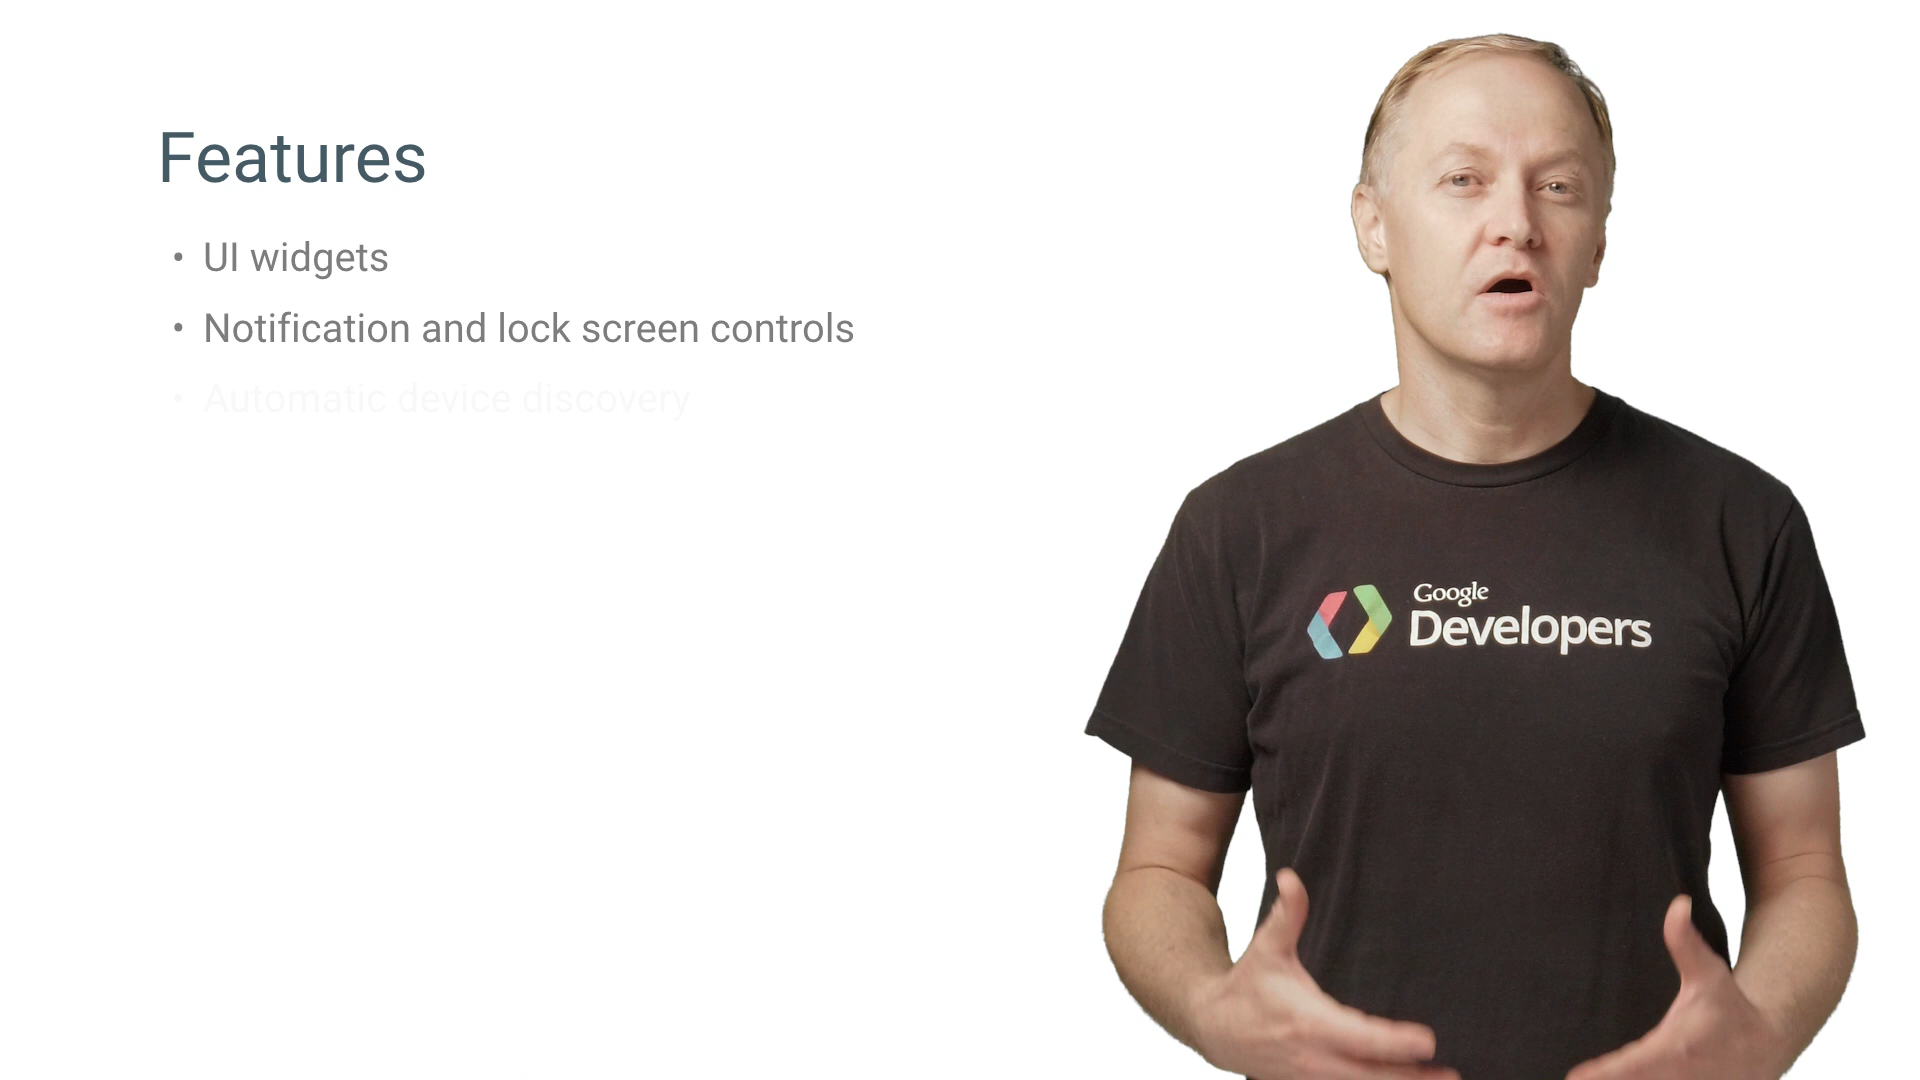 Features
• UI widgets
• Notification and lock screen controls
• Automatic device discovery
Google
Developers